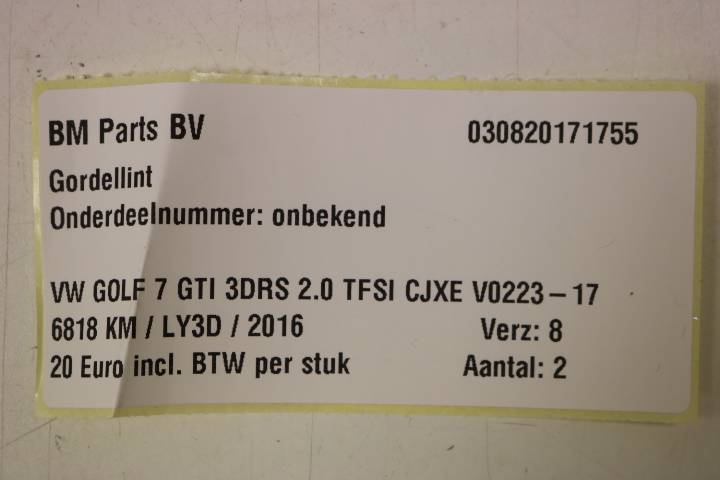 BM Parts BV 030820171755
Gordellint
Onderdeelnummer: onbekend
VW GOLF 7 GTI 3DRS 2.0 TFSI CJXE V0223-17
6818 KM / LY3D / 2016 Verz: 8
20 Euro incl. BTW per stuk Aantal: 2